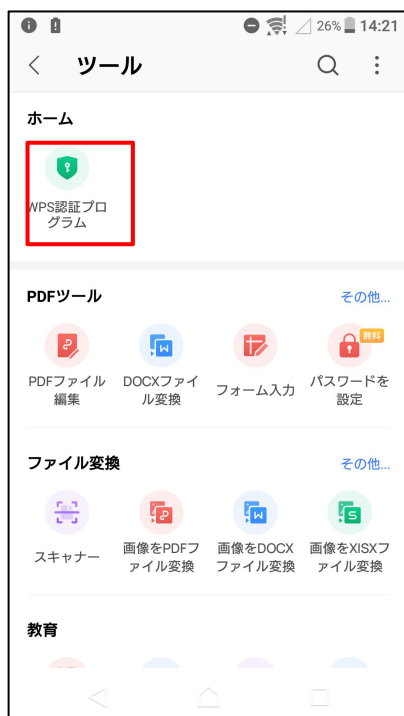 26% 14:21
ツール
ホーム
WPS認証プロ
グラム
PDFツール その他...
無料
PDFファイル
編集
DOCXファイ
ル変換
フォーム入力
パスワードを
設定
ファイル変換 その他...
スキャナー
画像をPDFフ
ァイル変換
画像をDOCX
ファイル変換
画像をXISXフ
ァイル変換
教育